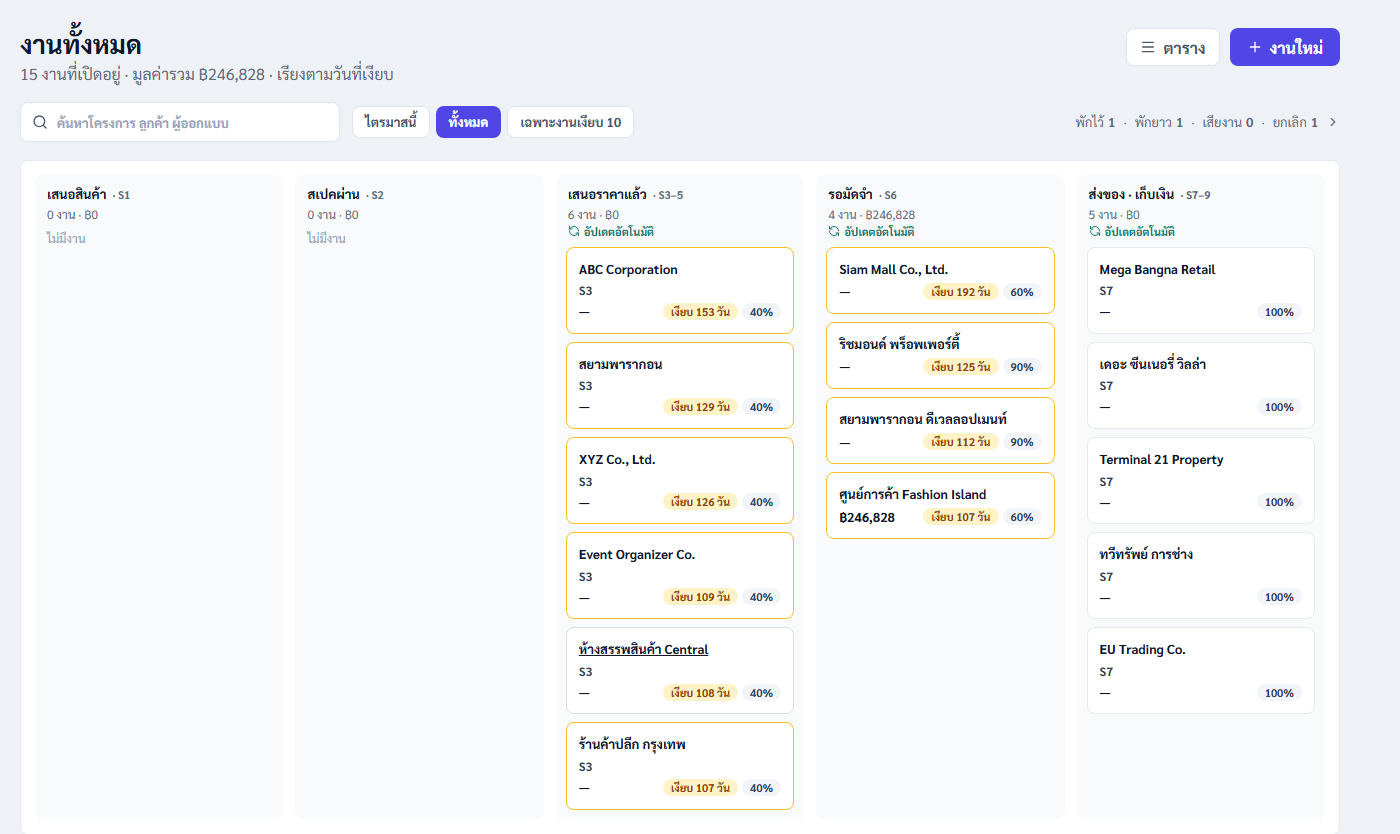 งานทั้งหมด
15 งานที่เปิดอยู่ · มูลค่ารวม ฿246,828 · เรียงตามวันที่เงียบ
ตาราง
+ งานใหม่
ค้นหาโครงการ ลูกค้า ผู้ออกแบบ
ไตรมาสนี้
ทั้งหมด
เฉพาะงานเงียบ 10
พักไว้ 1 · พักยาว 1 · เสียงาน 0 · ยกเลิก 1 >
เสนอสินค้า · S1
0 งาน · ฿0
ไม่มีงาน
สเปคผ่าน · S2
0 งาน · ฿0
ไม่มีงาน
เสนอราคาแล้ว · S3–5
6 งาน · ฿0
อัปเดตอัตโนมัติ
ABC Corporation
S3
— เงียบ 153 วัน 40%
สยามพารากอน
S3
— เงียบ 129 วัน 40%
XYZ Co., Ltd.
S3
— เงียบ 126 วัน 40%
Event Organizer Co.
S3
— เงียบ 109 วัน 40%
ห้างสรรพสินค้า Central
S3
— เงียบ 108 วัน 40%
ร้านค้าปลีก กรุงเทพ
S3
— เงียบ 107 วัน 40%
รอมัดจำ · S6
4 งาน · ฿246,828
อัปเดตอัตโนมัติ
Siam Mall Co., Ltd.
— เงียบ 192 วัน 60%
ริชมอนด์ พร็อพเพอร์ตี้
— เงียบ 125 วัน 90%
สยามพารากอน ดีเวลลอปเมนท์
— เงียบ 112 วัน 90%
ศูนย์การค้า Fashion Island
฿246,828 เงียบ 107 วัน 60%
ส่งของ · เก็บเงิน · S7–9
5 งาน · ฿0
อัปเดตอัตโนมัติ
Mega Bangna Retail
S7
— 100%
เดอะ ซีนเนอรี่ วิลล่า
S7
— 100%
Terminal 21 Property
S7
— 100%
ทวีทรัพย์ การช่าง
S7
— 100%
EU Trading Co.
S7
— 100%